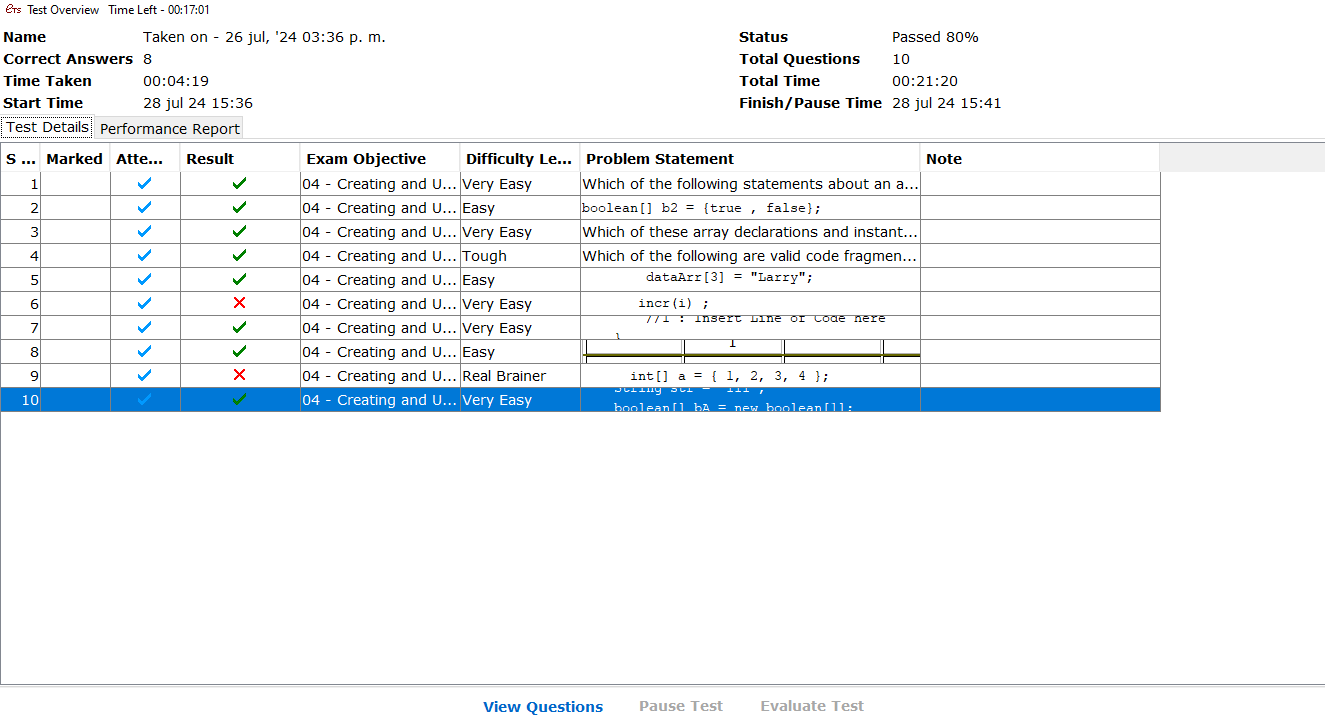 ETS Test Overview Time Left - 00:17:01
Name Taken on - 26 jul, '24 03:36 p. m. Status Passed 80%
Correct Answers 8 Total Questions 10
Time Taken 00:04:19 Total Time 00:21:20
Start Time 28 jul 24 15:36 Finish/Pause Time 28 jul 24 15:41
Test Details Performance Report
S ... Marked Atte... Result Exam Objective Difficulty Le... Problem Statement Note
1 04 - Creating and U... Very Easy Which of the following statements about an a...
2 04 - Creating and U... Easy boolean[] b2 = {true , false};
3 04 - Creating and U... Very Easy Which of these array declarations and instant...
4 04 - Creating and U... Tough Which of the following are valid code fragmen...
5 04 - Creating and U... Easy dataArr[3] = "Larry";
6 04 - Creating and U... Very Easy incr(i) ;
7 04 - Creating and U... Very Easy //1 : Insert Line of Code here
}
8 04 - Creating and U... Easy
9 04 - Creating and U... Real Brainer int[] a = { 1, 2, 3, 4 };
10 04 - Creating and U... Very Easy String str = "111";
boolean[] bA = new boolean[1];
View Questions Pause Test Evaluate Test